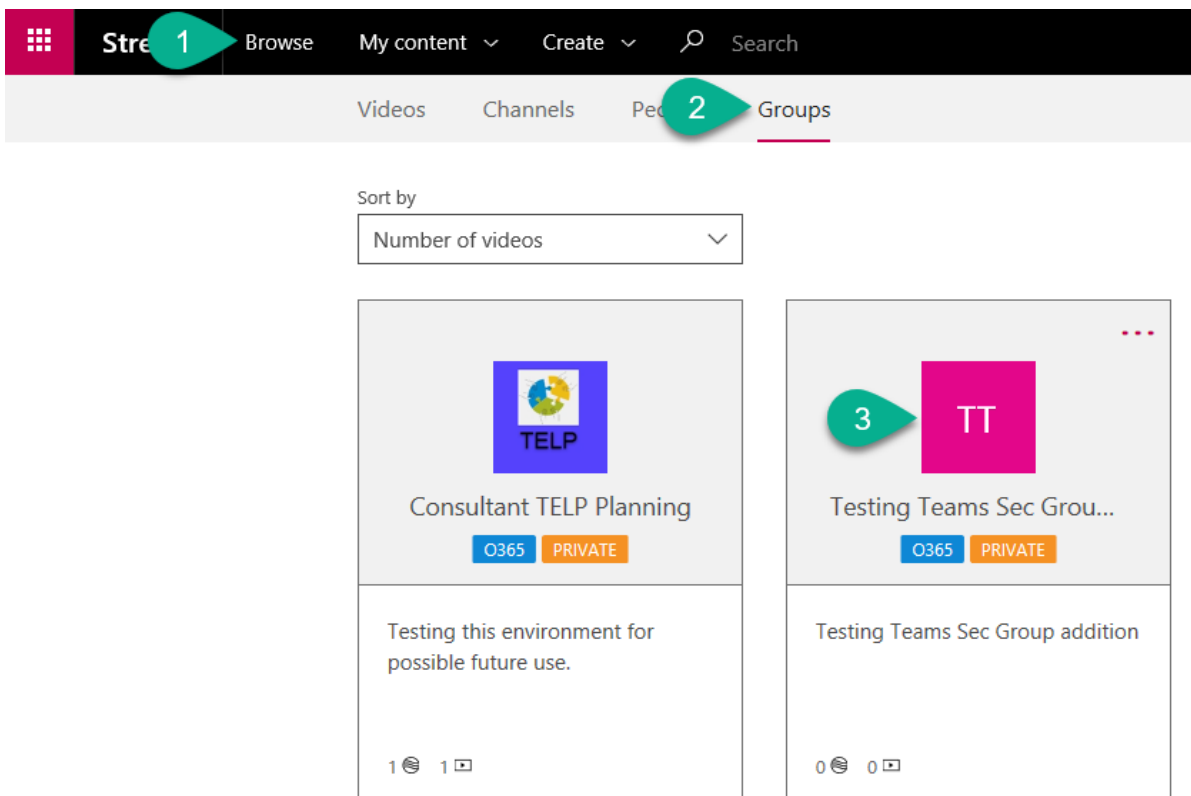 Stre 1 Browse My content Create Search
Videos Channels Pe 2 Groups
Sort by
Number of videos
TELP
3 TT
Consultant TELP Planning
Testing Teams Sec Grou...
O365 PRIVATE
O365 PRIVATE
Testing this environment for
possible future use.
Testing Teams Sec Group addition
1 1
0 0